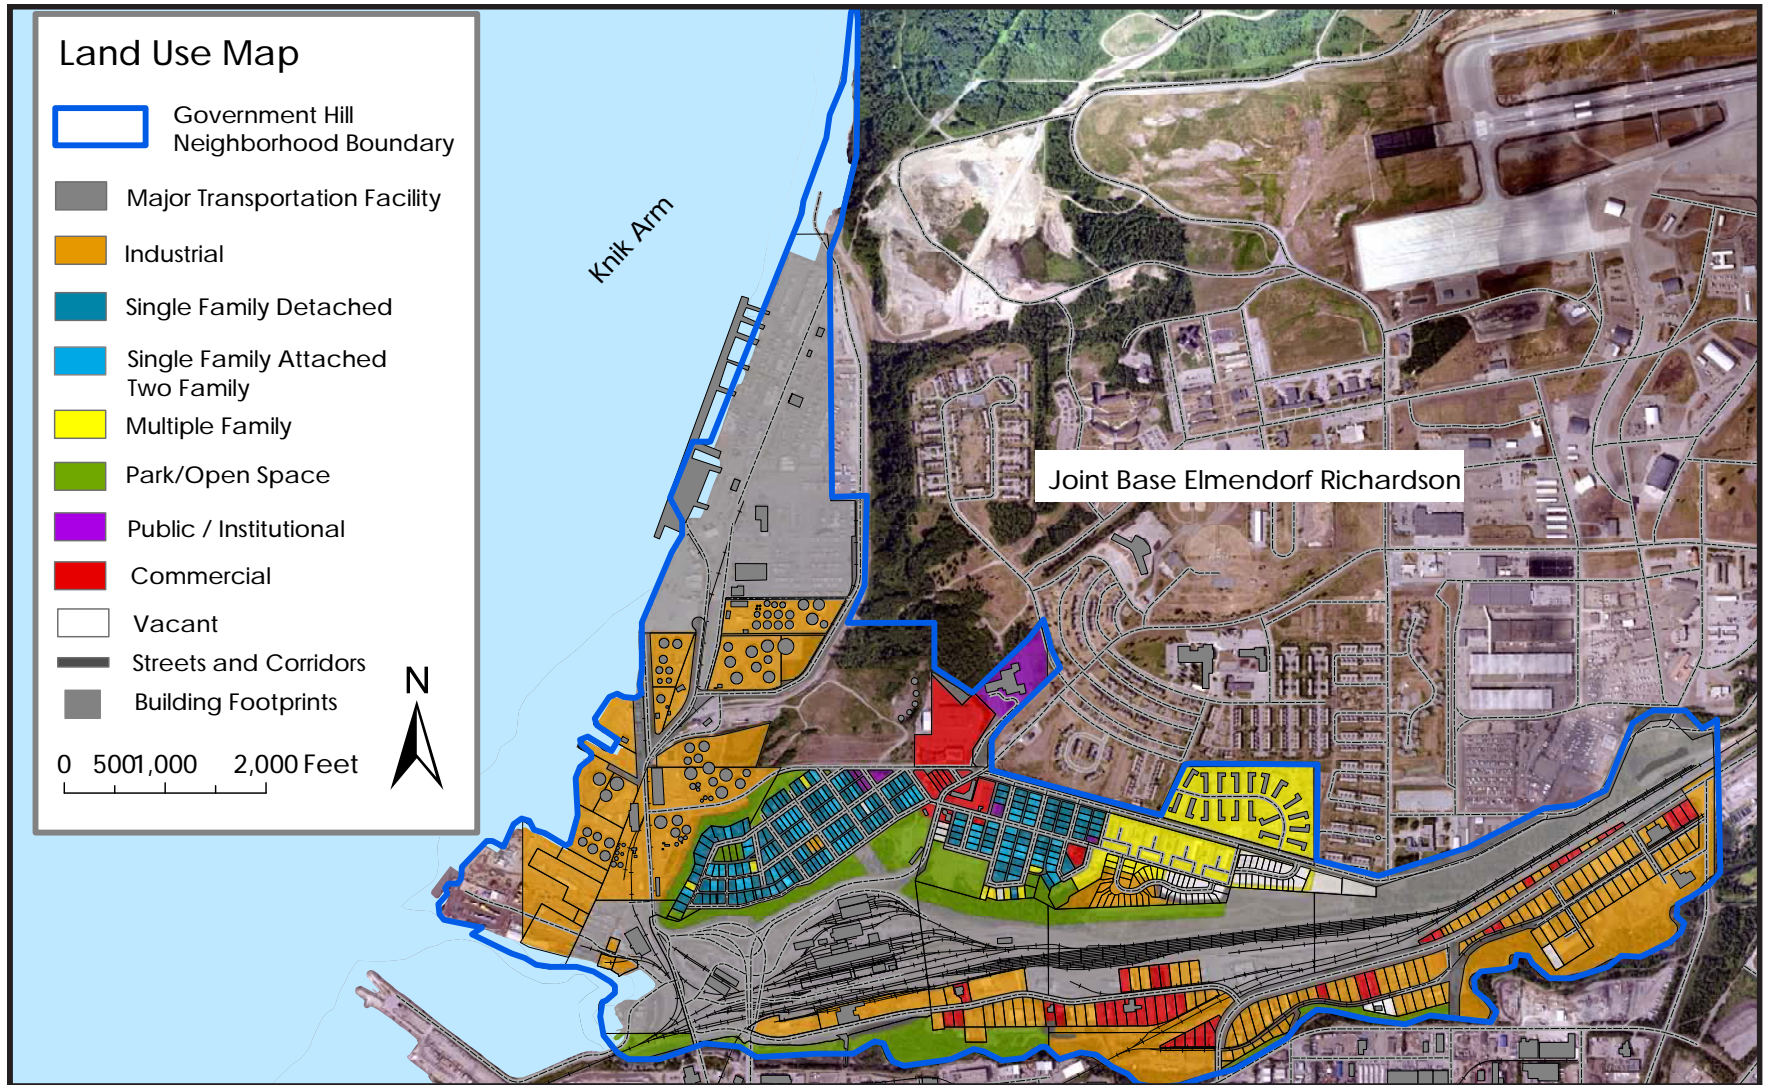 Land Use Map
Government Hill
Neighborhood Boundary
Major Transportation Facility
Industrial
Single Family Detached
Single Family Attached
Two Family
Multiple Family
Park/Open Space
Public / Institutional
Commercial
Vacant
Streets and Corridors
Building Footprints
N
0 500 1,000 2,000 Feet
Knik Arm
Joint Base Elmendorf Richardson